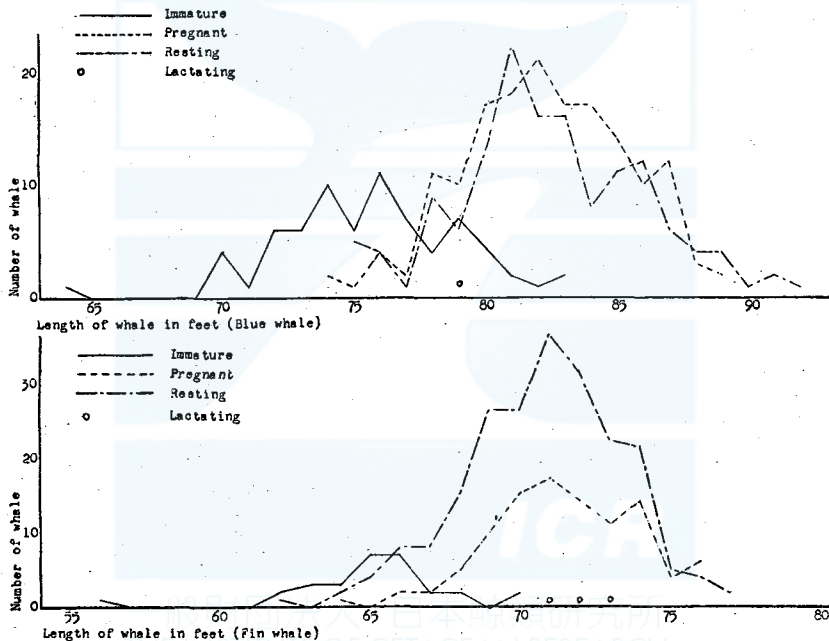 Immature
Pregnant
Resting
Lactating
20
10
0
Number of whale
65 70 75 80 85 90
Length of whale in feet (Blue whale)
Immature
Pregnant
Resting
Lactating
30
20
10
0
Number of whale
55 60 65 70 75 80
Length of whale in feet (Fin whale)
ICR